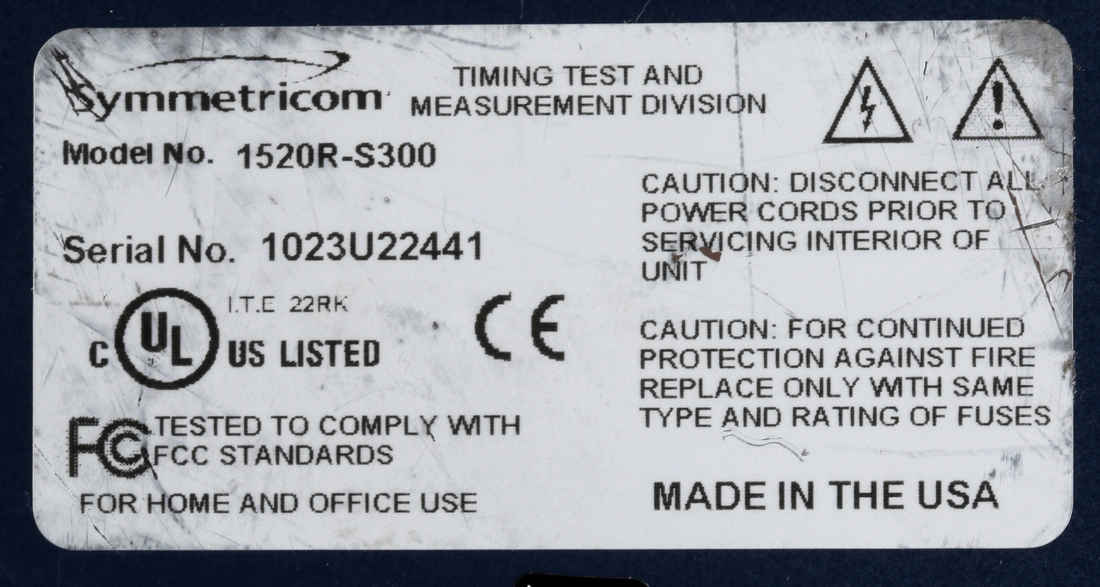 Symmetricom
TIMING TEST AND
MEASUREMENT DIVISION
Model No. 1520R-S300
Serial No. 1023U22441
I.T.E 22RK
C UL US LISTED
CE
FC TESTED TO COMPLY WITH
FCC STANDARDS
FOR HOME AND OFFICE USE
CAUTION: DISCONNECT ALL
POWER CORDS PRIOR TO
SERVICING INTERIOR OF
UNIT
CAUTION: FOR CONTINUED
PROTECTION AGAINST FIRE
REPLACE ONLY WITH SAME
TYPE AND RATING OF FUSES
MADE IN THE USA